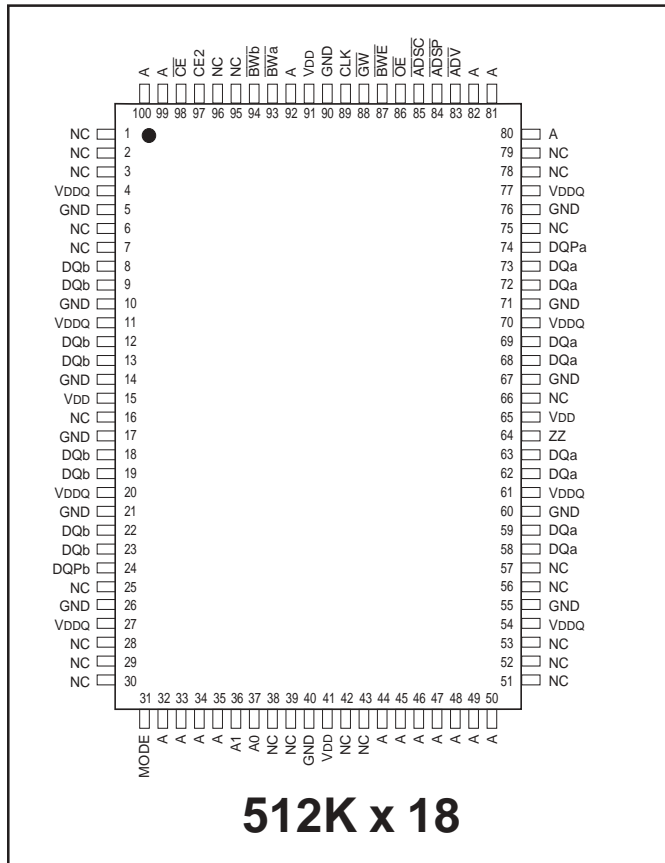 A A CE CE2 NC NC BWb BWa A VDD GND CLK GW BWE OE ADSC ADSP ADV A A
100 99 98 97 96 95 94 93 92 91 90 89 88 87 86 85 84 83 82 81
NC 1 80 A
NC 2 79 NC
NC 3 78 NC
VDDQ 4 77 VDDQ
GND 5 76 GND
NC 6 75 NC
NC 7 74 DQPa
DQb 8 73 DQa
DQb 9 72 DQa
GND 10 71 GND
VDDQ 11 70 VDDQ
DQb 12 69 DQa
DQb 13 68 DQa
GND 14 67 GND
VDD 15 66 NC
NC 16 65 VDD
GND 17 64 ZZ
DQb 18 63 DQa
DQb 19 62 DQa
VDDQ 20 61 VDDQ
GND 21 60 GND
DQb 22 59 DQa
DQb 23 58 DQa
DQPb 24 57 NC
NC 25 56 NC
GND 26 55 GND
VDDQ 27 54 VDDQ
NC 28 53 NC
NC 29 52 NC
NC 30 51 NC
31 32 33 34 35 36 37 38 39 40 41 42 43 44 45 46 47 48 49 50
MODE A A A A A1 A0 NC NC GND VDD NC NC A A A A A A A
512K x 18